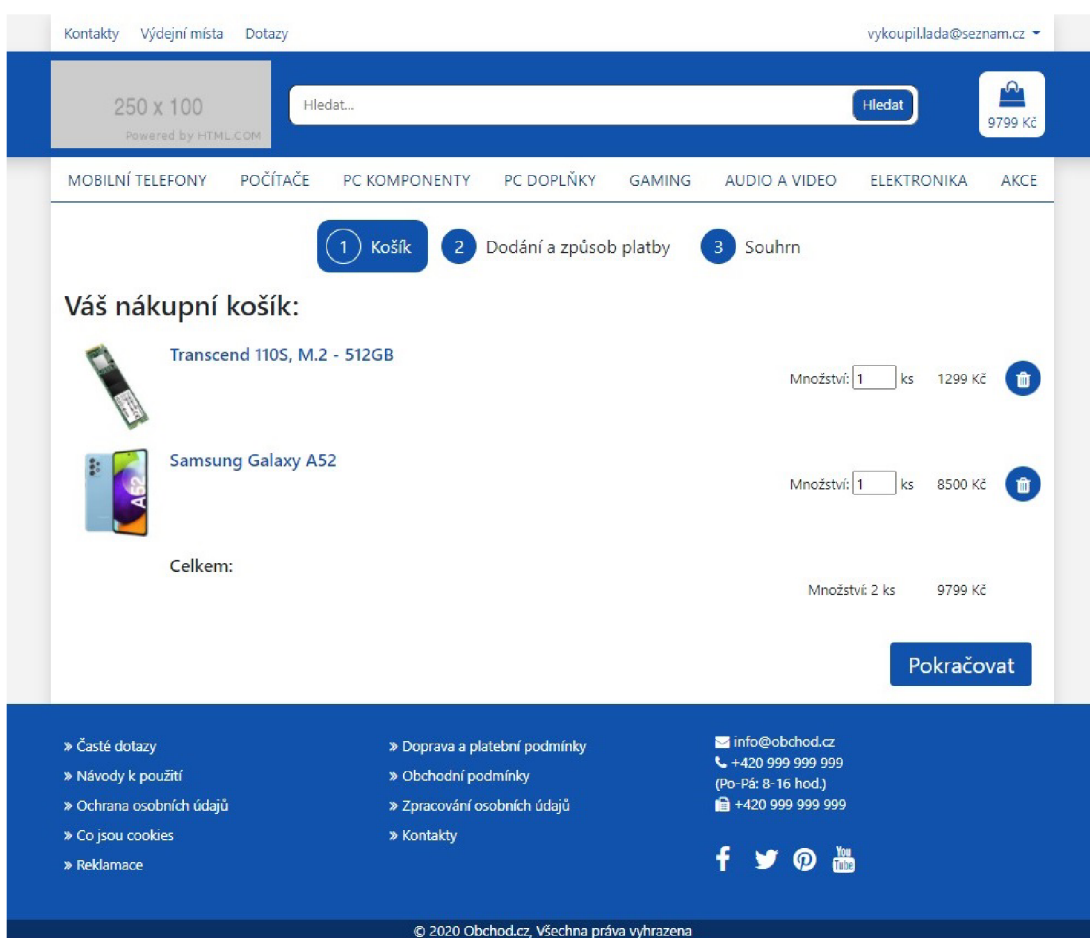 Kontakty Výdejní místa Dotazy vykoupil.lada@seznam.cz
250 x 100
Powered by HTML.COM
Hledat... Hledat
9799 Kč
MOBILNÍ TELEFONY POČÍTAČE PC KOMPONENTY PC DOPLŇKY GAMING AUDIO A VIDEO ELEKTRONIKA AKCE
1 Košík 2 Dodání a způsob platby 3 Souhrn
Váš nákupní košík:
Transcend 110S, M.2 - 512GB
Množství: 1 ks 1299 Kč
Samsung Galaxy A52
A52
Množství: 1 ks 8500 Kč
Celkem:
Množství: 2 ks 9799 Kč
Pokračovat
» Časté dotazy
» Návody k použití
» Ochrana osobních údajů
» Co jsou cookies
» Reklamace
» Doprava a platební podmínky
» Obchodní podmínky
» Zpracování osobních údajů
» Kontakty
info@obchod.cz
+420 999 999 999
(Po-Pá: 8-16 hod.)
+420 999 999 999
You
Tube
© 2020 Obchod.cz, Všechna práva vyhrazena